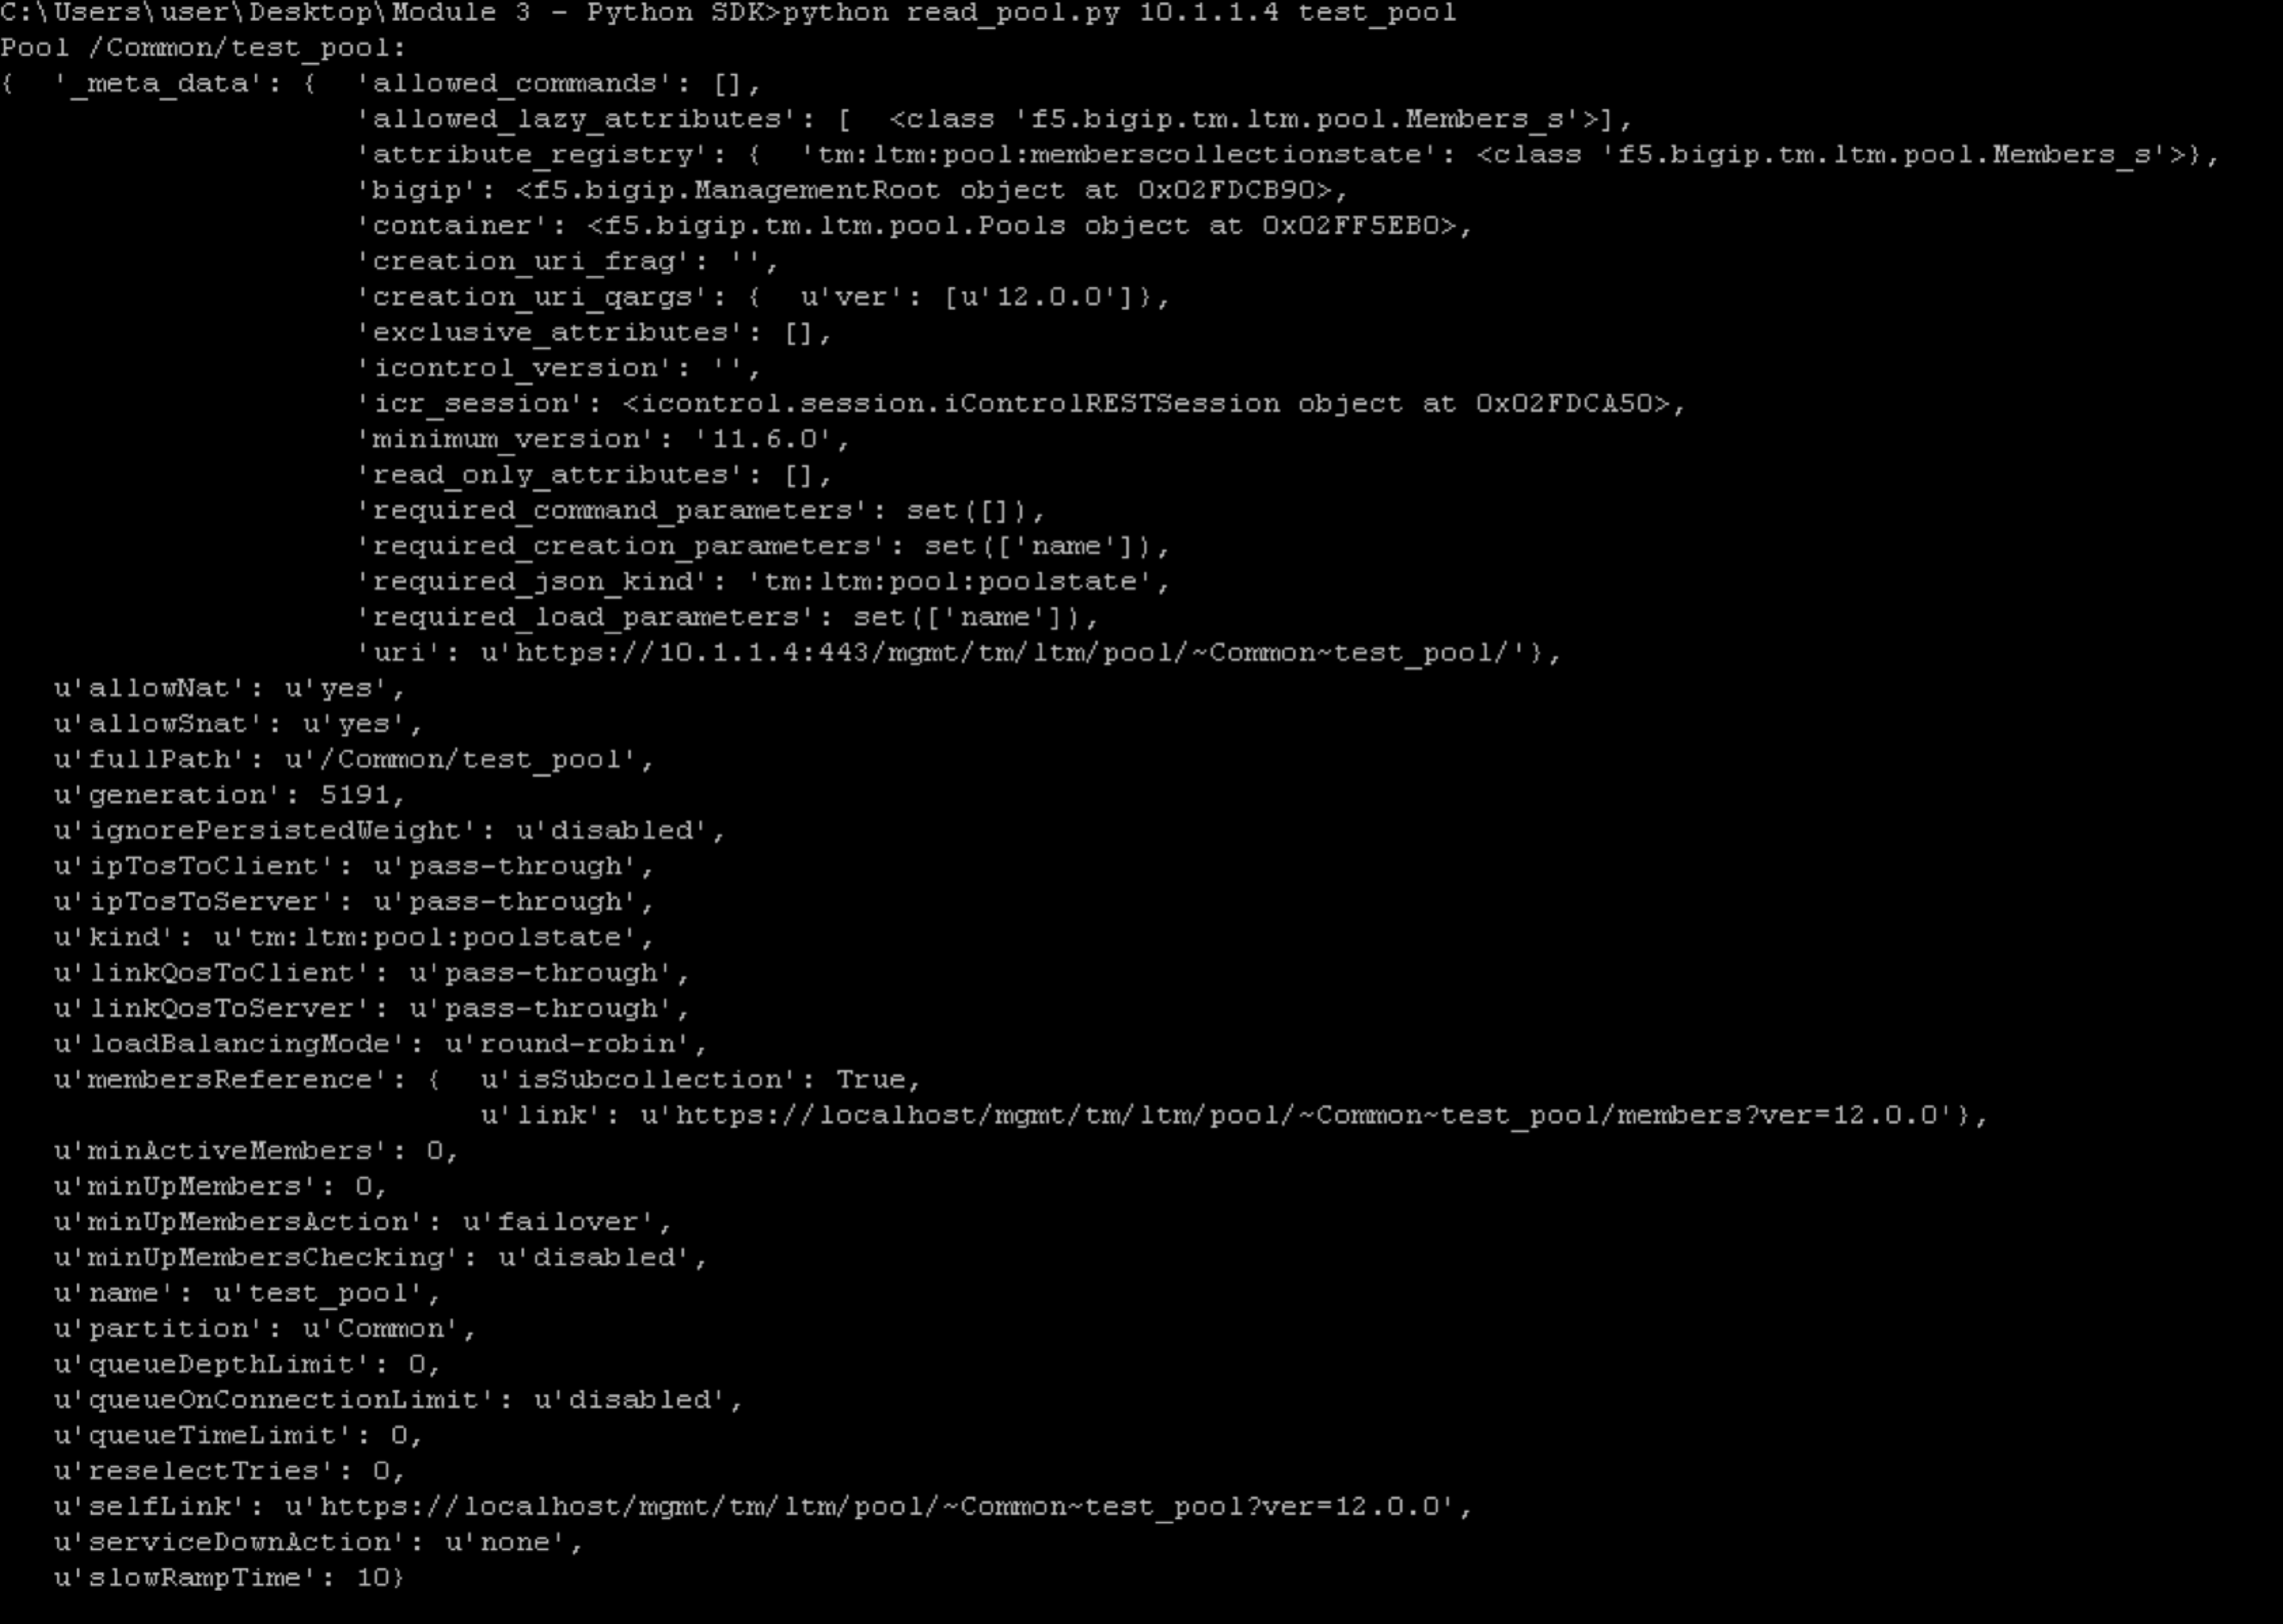 C:\Users\user\Desktop\Module 3 - Python SDK>python read_pool.py 10.1.1.4 test_pool
Pool /Common/test_pool:
{   '_meta_data': {   'allowed_commands': [],
                    'allowed_lazy_attributes': [   <class 'f5.bigip.tm.ltm.pool.Members_s'>],
                    'attribute_registry': {   'tm:ltm:pool:memberscollectionstate': <class 'f5.bigip.tm.ltm.pool.Members_s'>},
                    'bigip': <f5.bigip.ManagementRoot object at 0x02FDCB90>,
                    'container': <f5.bigip.tm.ltm.pool.Pools object at 0x02FF5EB0>,
                    'creation_uri_frag': '',
                    'creation_uri_qargs': {   u'ver': [u'12.0.0']},
                    'exclusive_attributes': [],
                    'icontrol_version': '',
                    'icr_session': <icontrol.session.iControlRESTSession object at 0x02FDCA50>,
                    'minimum_version': '11.6.0',
                    'read_only_attributes': [],
                    'required_command_parameters': set([]),
                    'required_creation_parameters': set(['name']),
                    'required_json_kind': 'tm:ltm:pool:poolstate',
                    'required_load_parameters': set(['name']),
                    'uri': u'https://10.1.1.4:443/mgmt/tm/ltm/pool/~Common~test_pool/'},
   u'allowNat': u'yes',
   u'allowSnat': u'yes',
   u'fullPath': u'/Common/test_pool',
   u'generation': 5191,
   u'ignorePersistedWeight': u'disabled',
   u'ipTosToClient': u'pass-through',
   u'ipTosToServer': u'pass-through',
   u'kind': u'tm:ltm:pool:poolstate',
   u'linkQosToClient': u'pass-through',
   u'linkQosToServer': u'pass-through',
   u'loadBalancingMode': u'round-robin',
   u'membersReference': {   u'isSubcollection': True,
                           u'link': u'https://localhost/mgmt/tm/ltm/pool/~Common~test_pool/members?ver=12.0.0'},
   u'minActiveMembers': 0,
   u'minUpMembers': 0,
   u'minUpMembersAction': u'failover',
   u'minUpMembersChecking': u'disabled',
   u'name': u'test_pool',
   u'partition': u'Common',
   u'queueDepthLimit': 0,
   u'queueOnConnectionLimit': u'disabled',
   u'queueTimeLimit': 0,
   u'reselectTries': 0,
   u'selfLink': u'https://localhost/mgmt/tm/ltm/pool/~Common~test_pool?ver=12.0.0',
   u'serviceDownAction': u'none',
   u'slowRampTime': 10}